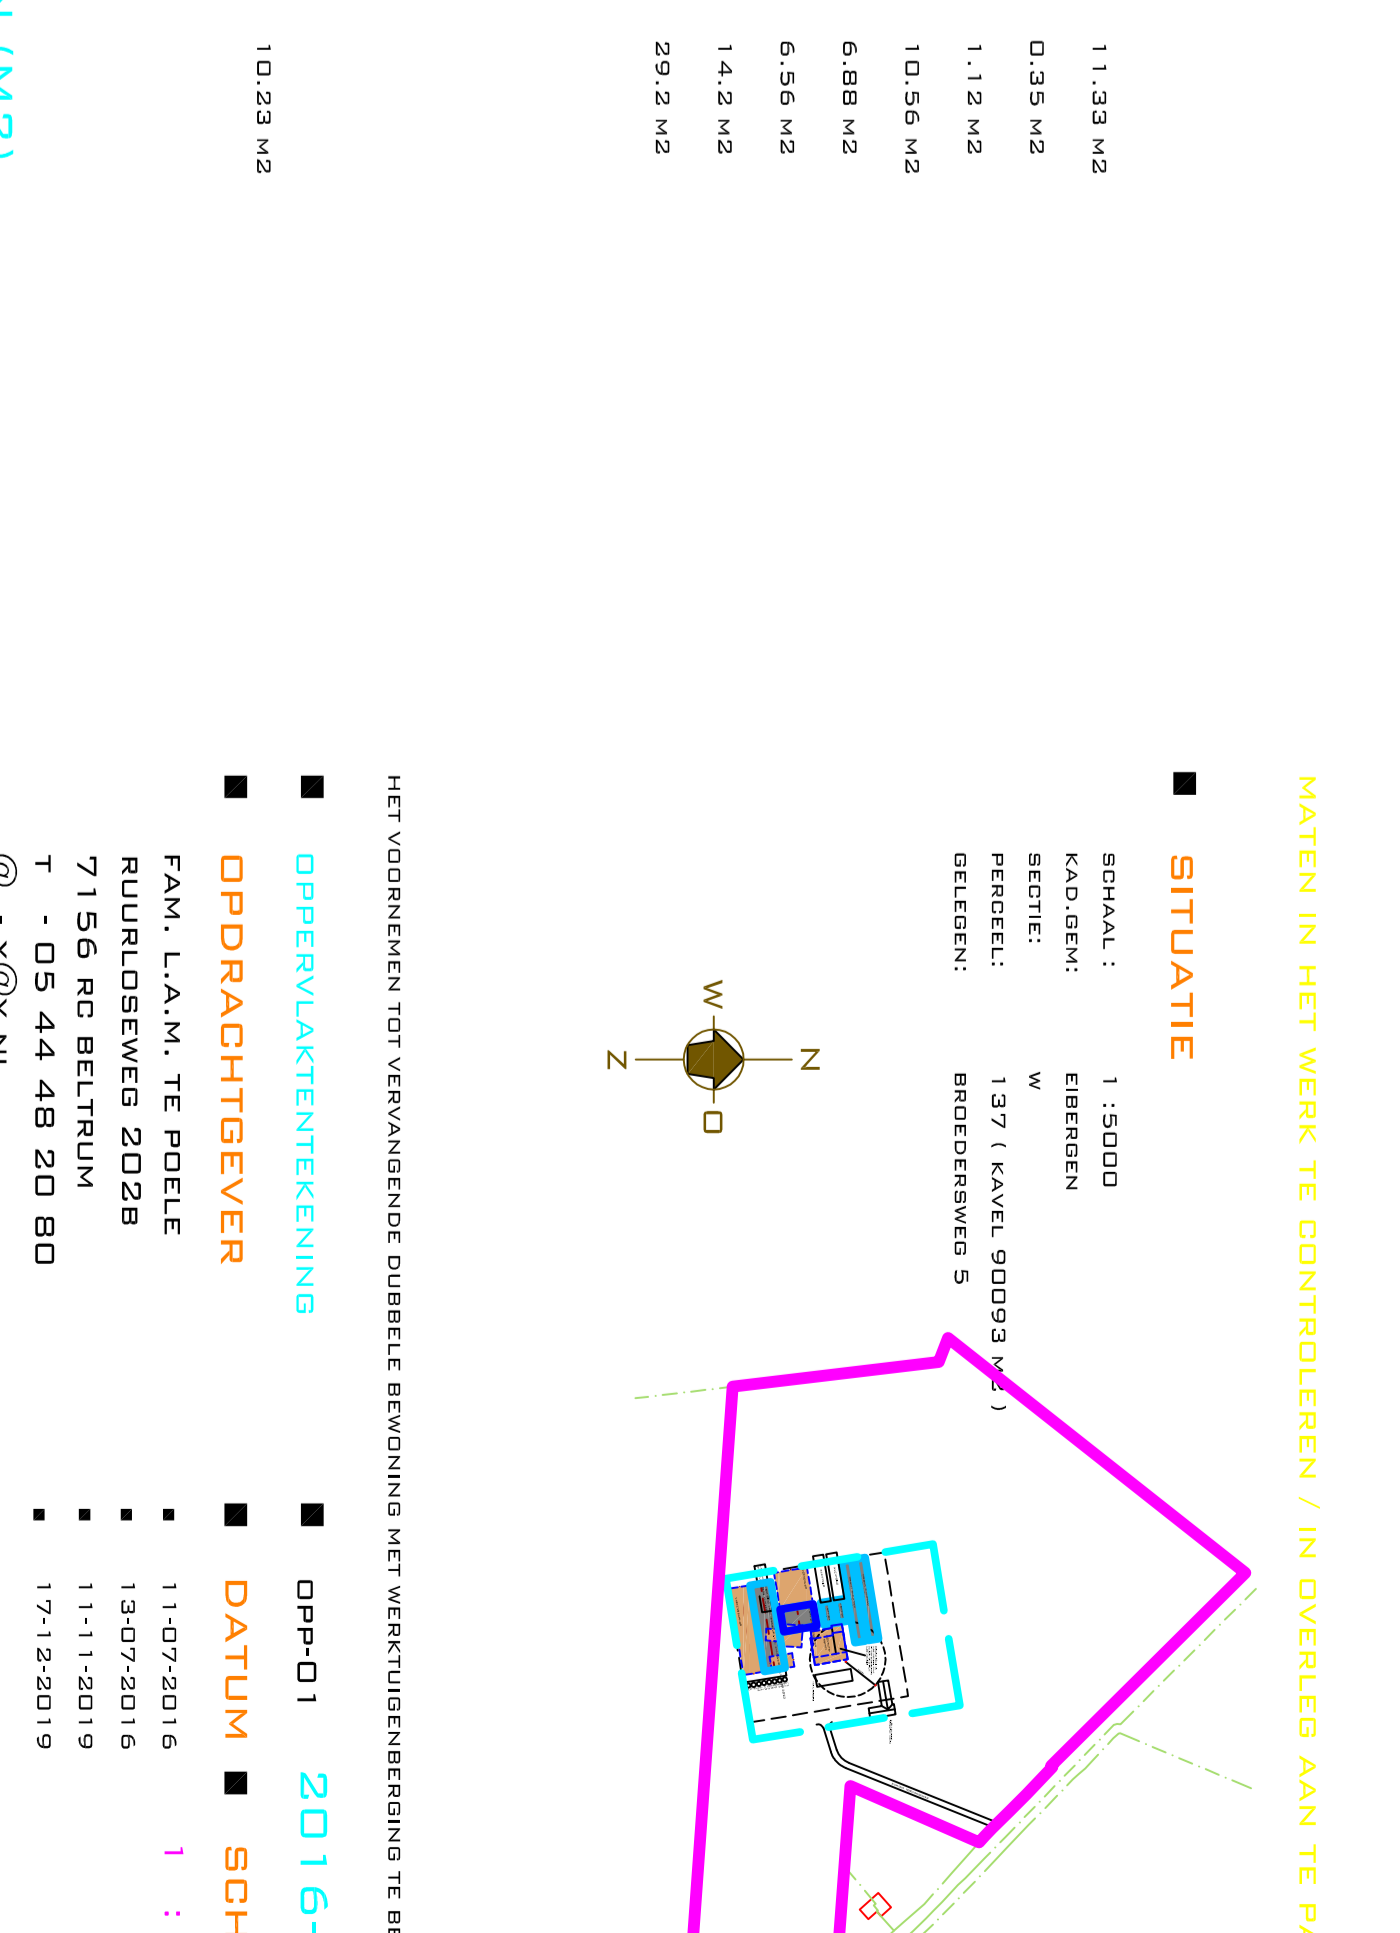 MATEN IN HET WERK TE CONTROLEREN / IN OVERLEG AAN TE PA
SITUATIE
11.33 M2
SCHAAL : 1 :5000
KAD.GEM: EIBERGEN
0.35 M2
SECTIE: W
PERCEEL: 137 ( KAVEL 90093 M2 )
1.12 M2
GELEGEN: BROEDERSWEG 5
10.56 M2
6.88 M2
N
6.56 M2
14.2 M2
W O
29.2 M2
Z
HET VOORNEMEN TOT VERVANGENDE DUBBELE BEWONING MET WERKTUIGENBERGING TE BE
OPPERVLAKTENTEKENING OPP-01 2016-
10.23 M2
OPDRACHTGEVER DATUM SCH
FAM. L.A.M. TE POELE 11-07-2016 1 :
RUURLOSEWEG 202B 13-07-2016
7156 RC BELTRUM 11-11-2019
T - 05 44 48 20 80 17-12-2019
(M2) @ - X@X.NL